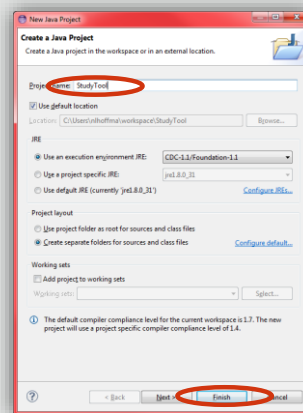 New Java Project
Create a Java Project
Create a Java project in the workspace or in an external location.
Project name: StudyTool
Use default location
Location: C:\Users\nlhoffma\workspace\StudyTool Browse...
JRE
Use an execution environment JRE: CDC-1.1/Foundation-1.1
Use a project specific JRE: jre1.8.0_31
Use default JRE (currently 'jre1.8.0_31') Configure JREs...
Project layout
Use project folder as root for sources and class files
Create separate folders for sources and class files Configure default...
Working sets
Add project to working sets
Working sets: Select...
The default compiler compliance level for the current workspace is 1.7. The new
project will use a project specific compiler compliance level of 1.4.
? < Back Next > Finish Cancel